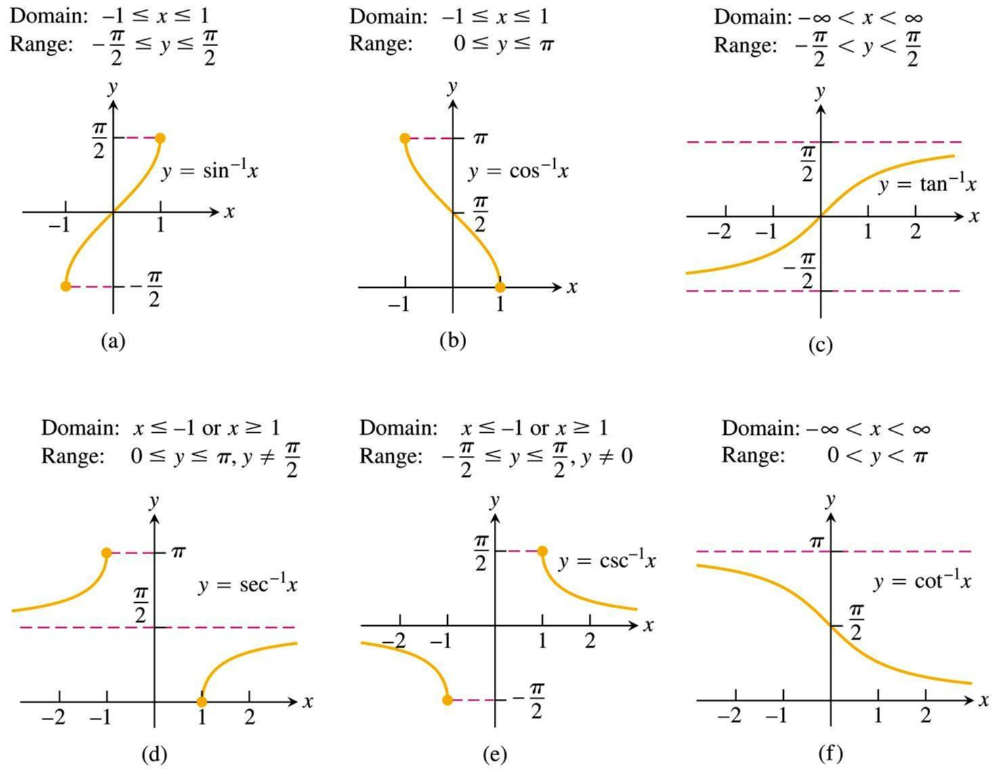 Domain: –1 ≤ x ≤ 1
Range: –π/2 ≤ y ≤ π/2
y
π/2
y = sin⁻¹x
x
–1
1
–π/2
(a)
Domain: –1 ≤ x ≤ 1
Range: 0 ≤ y ≤ π
y
π
y = cos⁻¹x
π/2
x
–1
1
(b)
Domain: –∞ < x < ∞
Range: –π/2 < y < π/2
y
π/2
y = tan⁻¹x
x
–2 –1 1 2
–π/2
(c)
Domain: x ≤ –1 or x ≥ 1
Range: 0 ≤ y ≤ π, y ≠ π/2
y
π
y = sec⁻¹x
π/2
x
–2 –1 1 2
(d)
Domain: x ≤ –1 or x ≥ 1
Range: –π/2 ≤ y ≤ π/2, y ≠ 0
y
π/2
y = csc⁻¹x
x
–2 –1 1 2
–π/2
(e)
Domain: –∞ < x < ∞
Range: 0 < y < π
y
π
y = cot⁻¹x
π/2
x
–2 –1 1 2
(f)